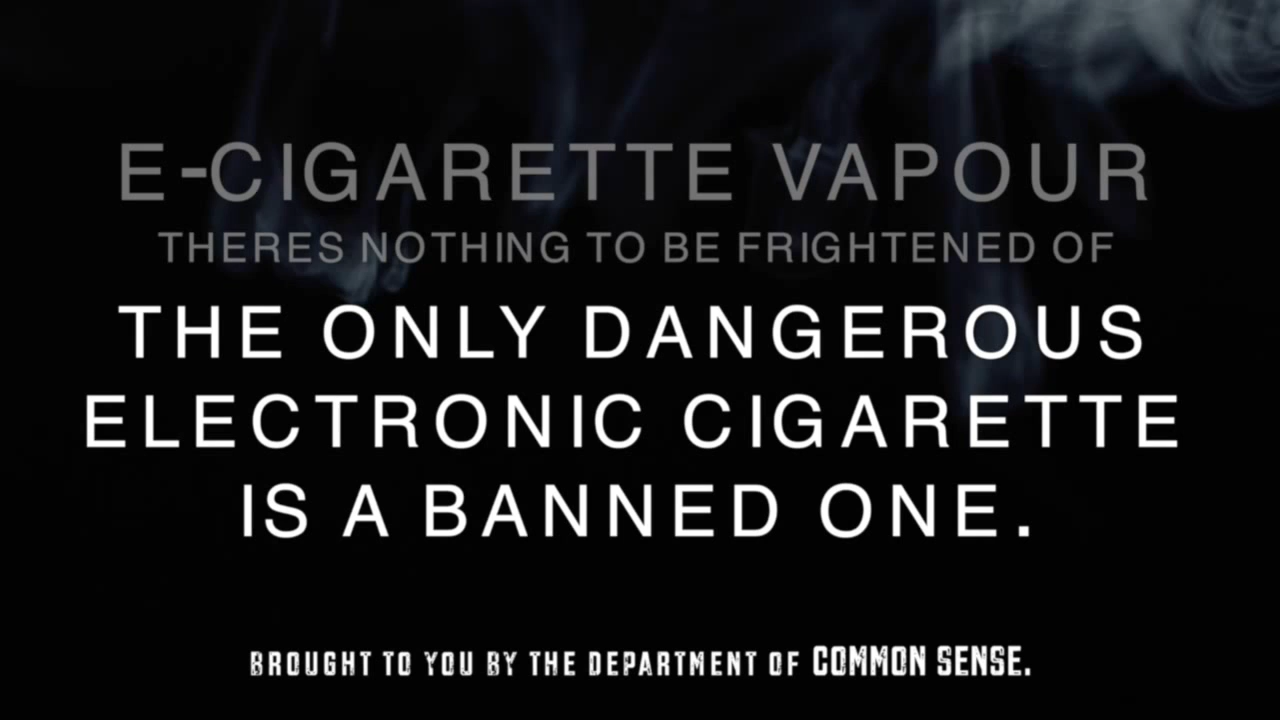 E-CIGARETTE VAPOUR
THERES NOTHING TO BE FRIGHTENED OF
THE ONLY DANGEROUS
ELECTRONIC CIGARETTE
IS A BANNED ONE.
BROUGHT TO YOU BY THE DEPARTMENT OF COMMON SENSE.